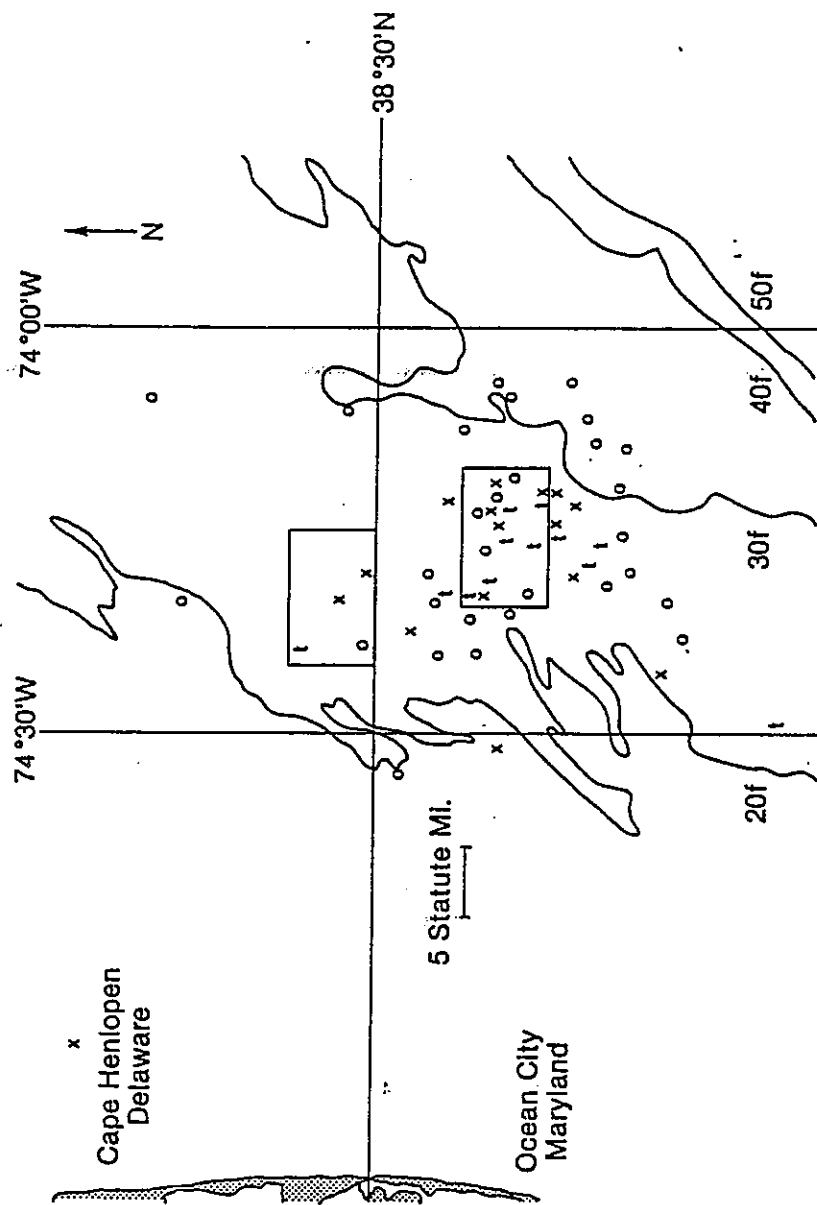 74°00'W
74°30'W
N
38°30'N
x
Cape Henlopen
Delaware
5 Statute Mi.
Ocean City
Maryland
20f
30f
40f
50f